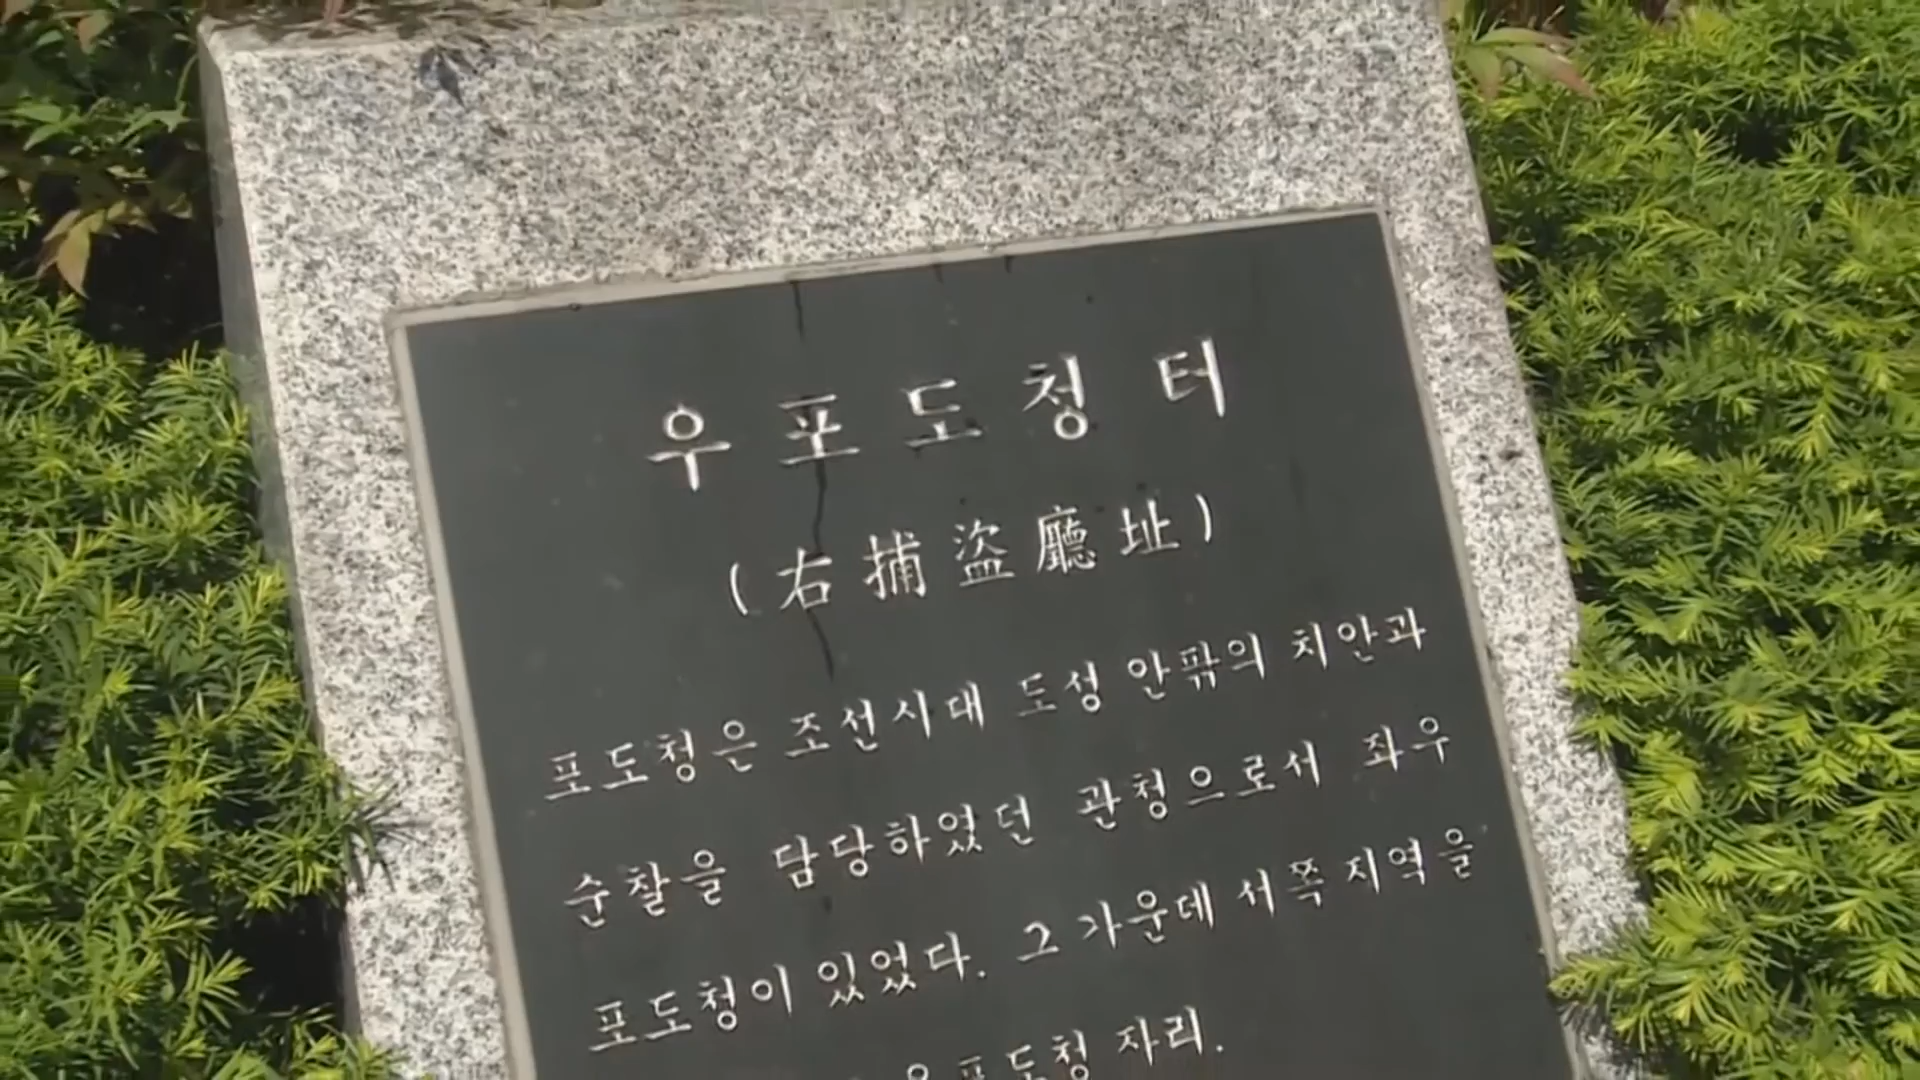 우포도청 터
(右捕盜廳址)
포도청은 조선시대 도성 안팎의 치안과
순찰을 담당하였던 관청으로서 좌우
포도청이 있었다. 그 가운데 서쪽 지역을
우포도청 자리.